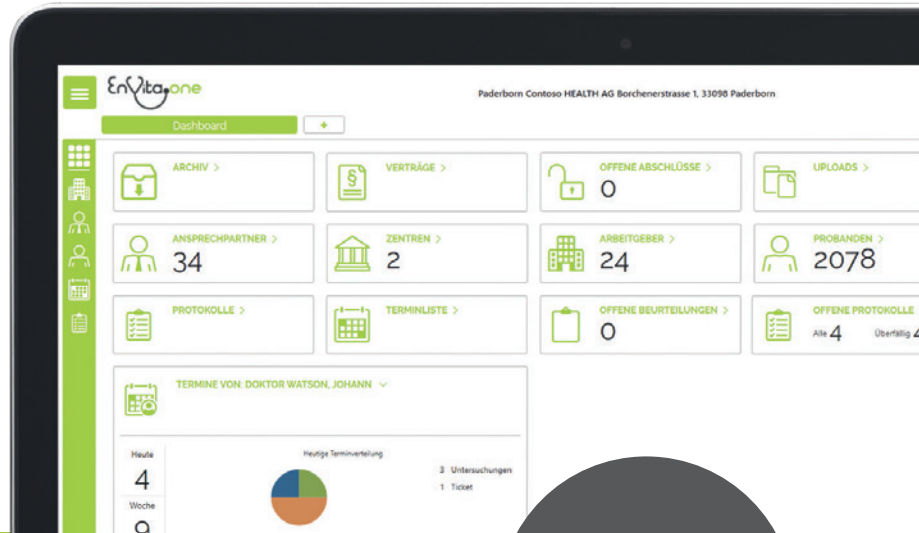 EnVita.one
Paderborn Contoso HEALTH AG Borchenerstrasse 1, 33098 Paderborn
Dashboard +
ARCHIV >
VERTRÄGE >
OFFENE ABSCHLÜSSE >
0
UPLOADS >
ANSPRECHPARTNER >
34
ZENTREN >
2
ARBEITGEBER >
24
PROBANDEN >
2078
PROTOKOLLE >
TERMINLISTE >
OFFENE BEURTEILUNGEN >
0
OFFENE PROTOKOLLE
Alle 4 Überfällig 4
TERMINE VON: DOKTOR WATSON, JOHANN
Heute
4
Woche
9
Heutige Terminverteilung
3 Untersuchungen
1 Ticket